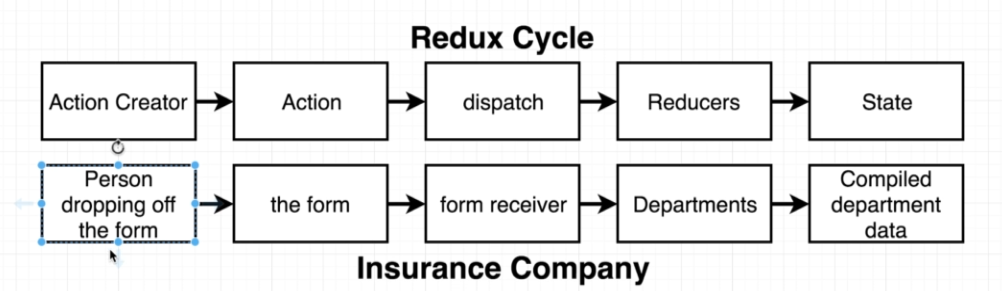 Redux Cycle
Action Creator
Action
dispatch
Reducers
State
Person
dropping off
the form
the form
form receiver
Departments
Compiled
department
data
Insurance Company